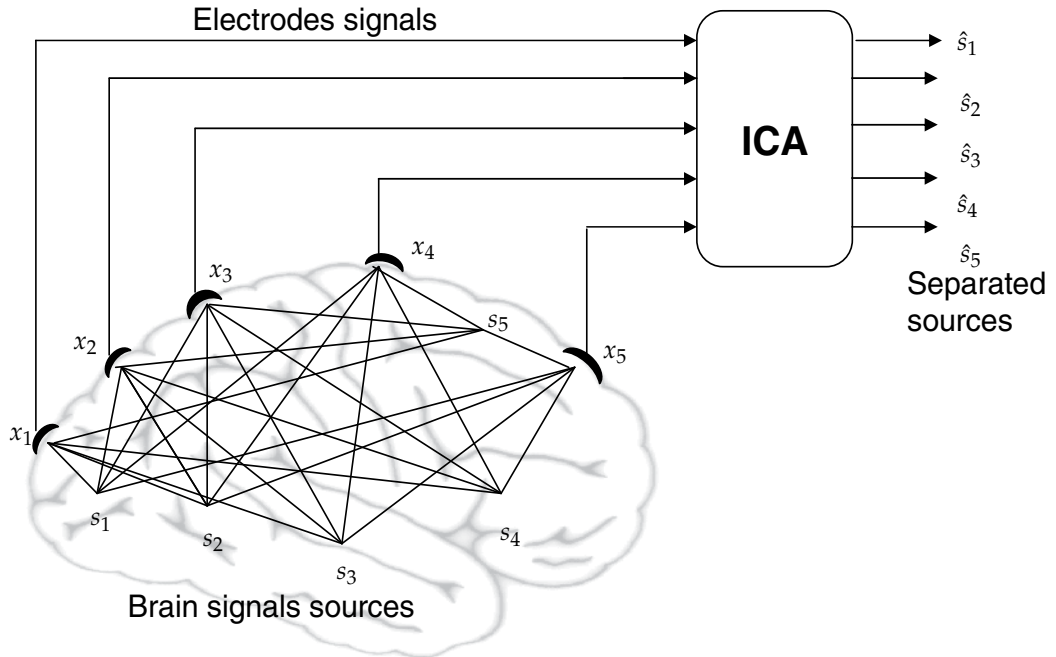 Electrodes signals
ICA
ŝ1
ŝ2
ŝ3
ŝ4
ŝ5
Separated
sources
x4
x3
s5
x2
x5
x1
s1
s2
s4
s3
Brain signals sources